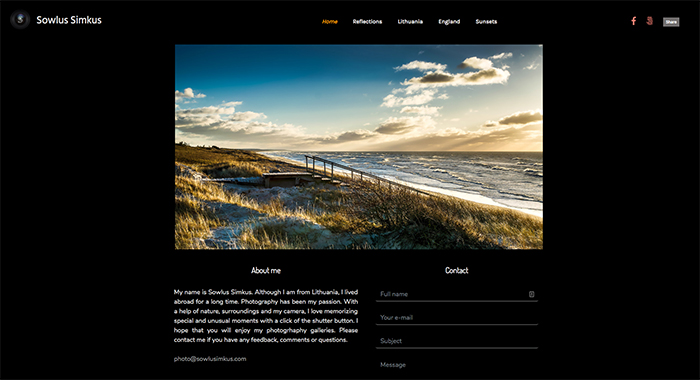 Sowlus Simkus
Home Reflections Lithuania England Sunsets
Share
About me
My name is Sowlus Simkus. Although I am from Lithuania, I lived
abroad for a long time. Photography has been my passion. With
a help of nature, surroundings and my camera, I love memorizing
special and unusual moments with a click of the shutter button. I
hope that you will enjoy my photogrhaphy galleries. Please
contact me if you have any feedback, comments or questions.
photo@sowlusimkus.com
Contact
Full name
Your e-mail
Subject
Message